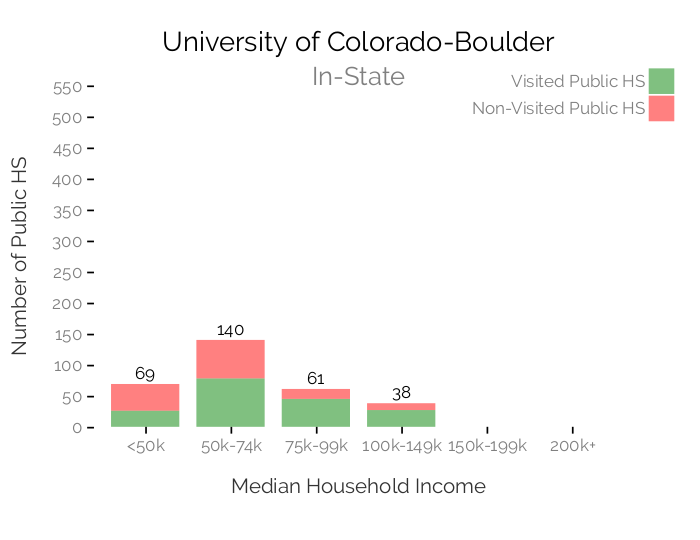 University of Colorado-Boulder
In-State
Visited Public HS
Non-Visited Public HS
Number of Public HS
550
500
450
400
350
300
250
200
150
100
50
0
69
140
61
38
<50k
50k-74k
75k-99k
100k-149k
150k-199k
200k+
Median Household Income